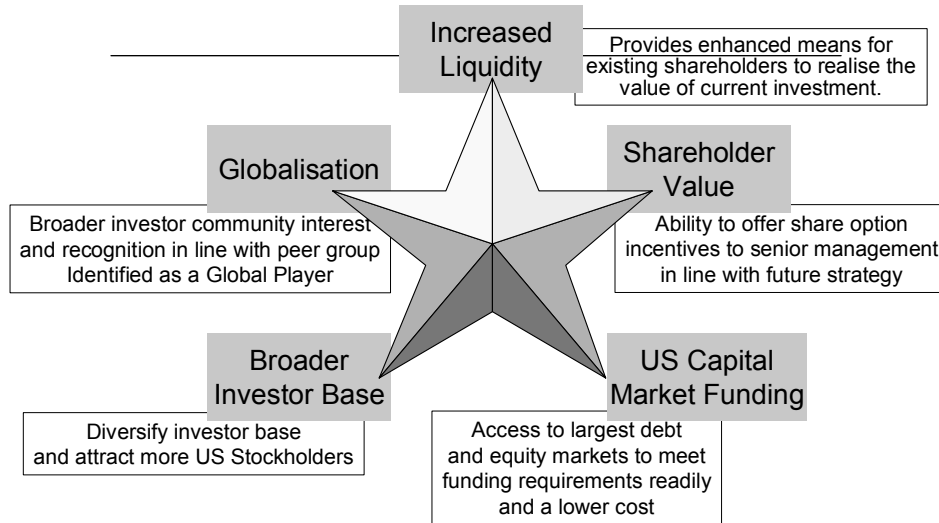 Increased
Liquidity
Provides enhanced means for
existing shareholders to realise the
value of current investment.
Globalisation
Broader investor community interest
and recognition in line with peer group
Identified as a Global Player
Shareholder
Value
Ability to offer share option
incentives to senior management
in line with future strategy
Broader
Investor Base
Diversify investor base
and attract more US Stockholders
US Capital
Market Funding
Access to largest debt
and equity markets to meet
funding requirements readily
and a lower cost